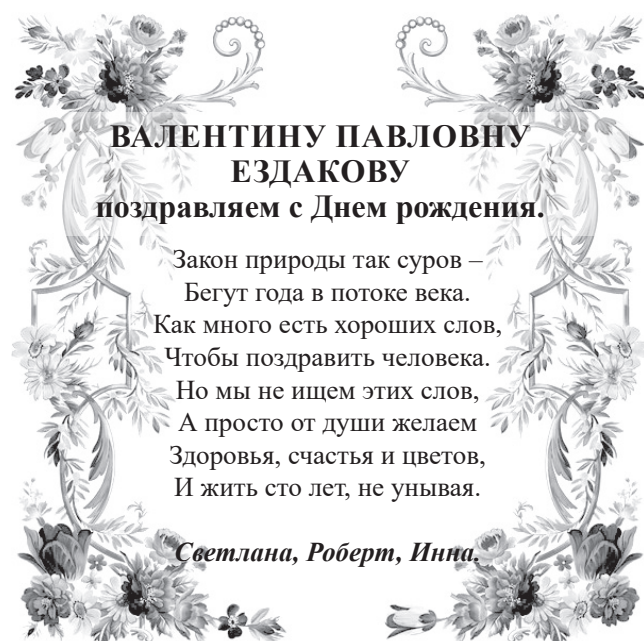 ВАЛЕНТИНУ ПАВЛОВНУ
ЕЗДАКОВУ
поздравляем с Днем рождения.
Закон природы так суров –
Бегут года в потоке века.
Как много есть хороших слов,
Чтобы поздравить человека.
Но мы не ищем этих слов,
А просто от души желаем
Здоровья, счастья и цветов,
И жить сто лет, не унывая.
Светлана, Роберт, Инна.